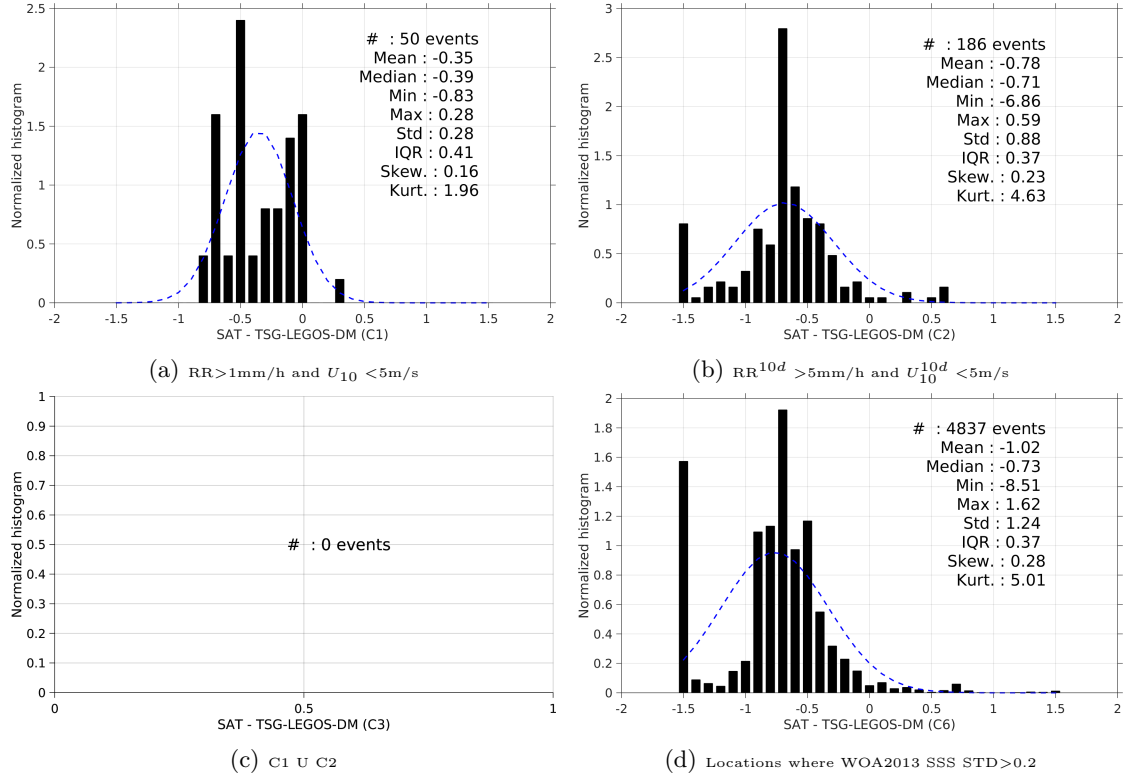 2.5
2
1.5
1
0.5
0
Normalized histogram
# : 50 events
Mean : -0.35
Median : -0.39
Min : -0.83
Max : 0.28
Std : 0.28
IQR : 0.41
Skew. : 0.16
Kurt. : 1.96
-2 -1.5 -1 -0.5 0 0.5 1 1.5 2
SAT - TSG-LEGOS-DM (C1)
(a) RR>1mm/h and U10 <5m/s
3
2.5
2
1.5
1
0.5
0
Normalized histogram
# : 186 events
Mean : -0.78
Median : -0.71
Min : -6.86
Max : 0.59
Std : 0.88
IQR : 0.37
Skew. : 0.23
Kurt. : 4.63
-2 -1.5 -1 -0.5 0 0.5 1 1.5 2
SAT - TSG-LEGOS-DM (C2)
(b) RR10d >5mm/h and U10d10 <5m/s
1
0.9
0.8
0.7
0.6
0.5
0.4
0.3
0.2
0.1
0
Normalized histogram
# : 0 events
0 0.5 1
SAT - TSG-LEGOS-DM (C3)
(c) C1 U C2
2
1.8
1.6
1.4
1.2
1
0.8
0.6
0.4
0.2
0
Normalized histogram
# : 4837 events
Mean : -1.02
Median : -0.73
Min : -8.51
Max : 1.62
Std : 1.24
IQR : 0.37
Skew. : 0.28
Kurt. : 5.01
-2 -1.5 -1 -0.5 0 0.5 1 1.5 2
SAT - TSG-LEGOS-DM (C6)
(d) Locations where WOA2013 SSS STD>0.2